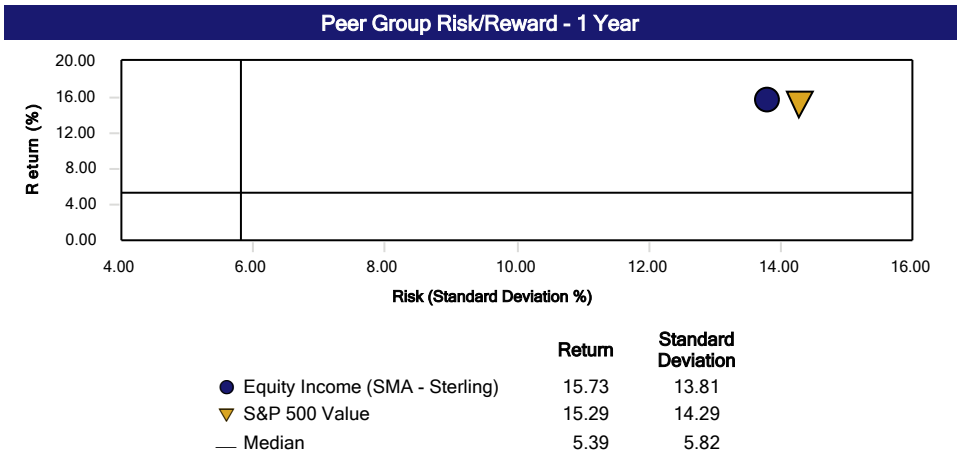 Peer Group Risk/Reward - 1 Year
20.00
16.00
12.00
8.00
4.00
0.00
Return (%)
4.00 6.00 8.00 10.00 12.00 14.00 16.00
Risk (Standard Deviation %)
Return Standard Deviation
Equity Income (SMA - Sterling) 15.73 13.81
S&P 500 Value 15.29 14.29
Median 5.39 5.82